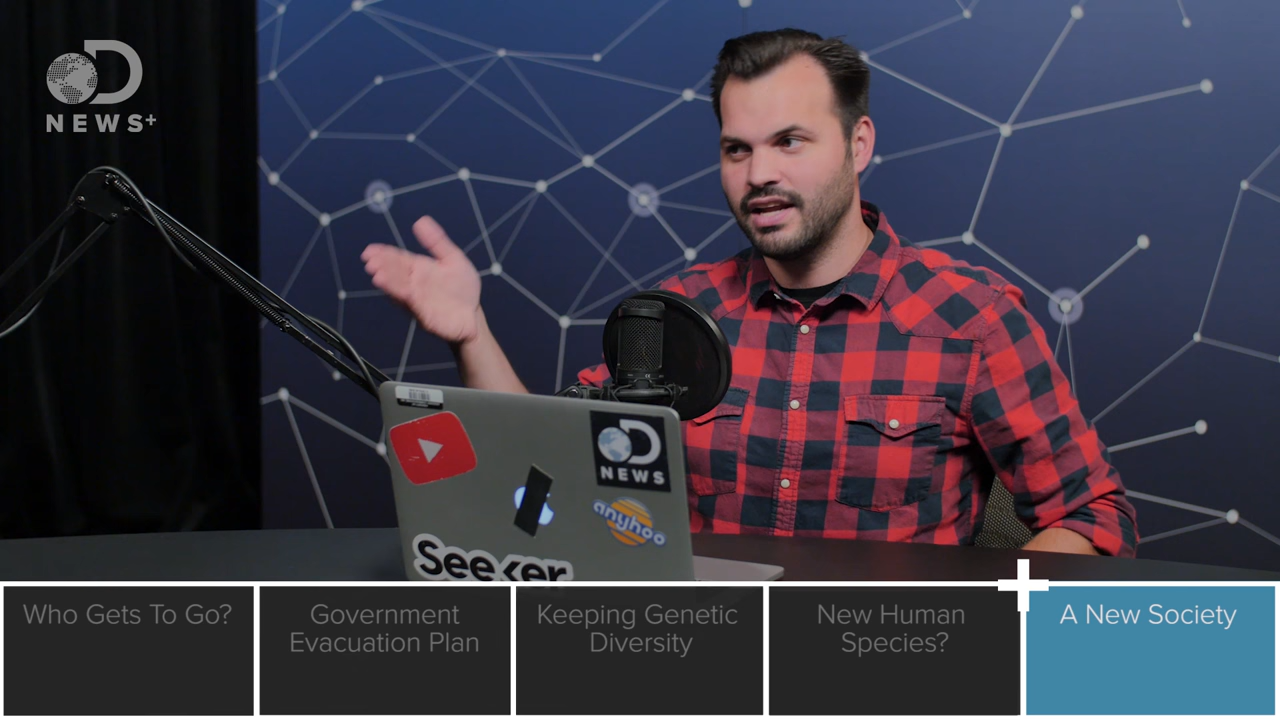 NEWS+
NEWS
anyhoo
Seeker
Who Gets To Go?
Government
Evacuation Plan
Keeping Genetic
Diversity
New Human
Species?
A New Society